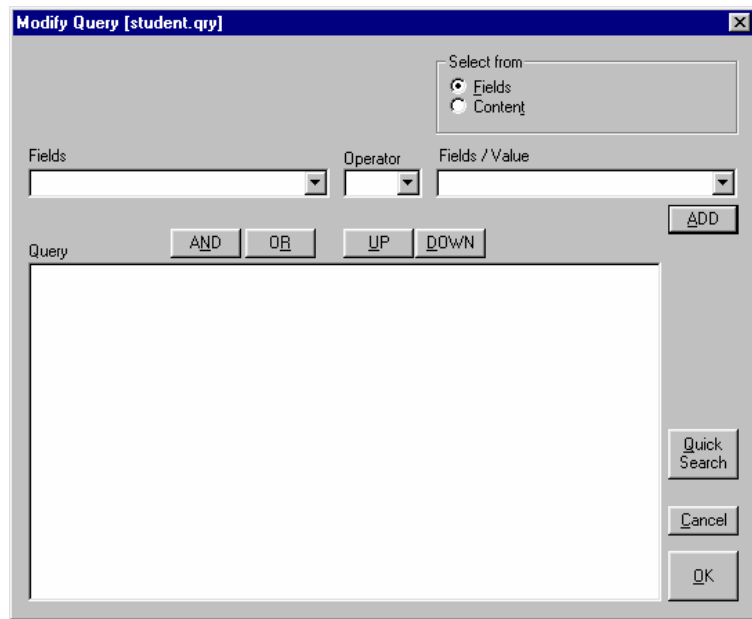 Modify Query [student.qry]
Select from
Fields
Content
Fields
Operator
Fields / Value
ADD
AND
OR
UP
DOWN
Query
Quick
Search
Cancel
OK